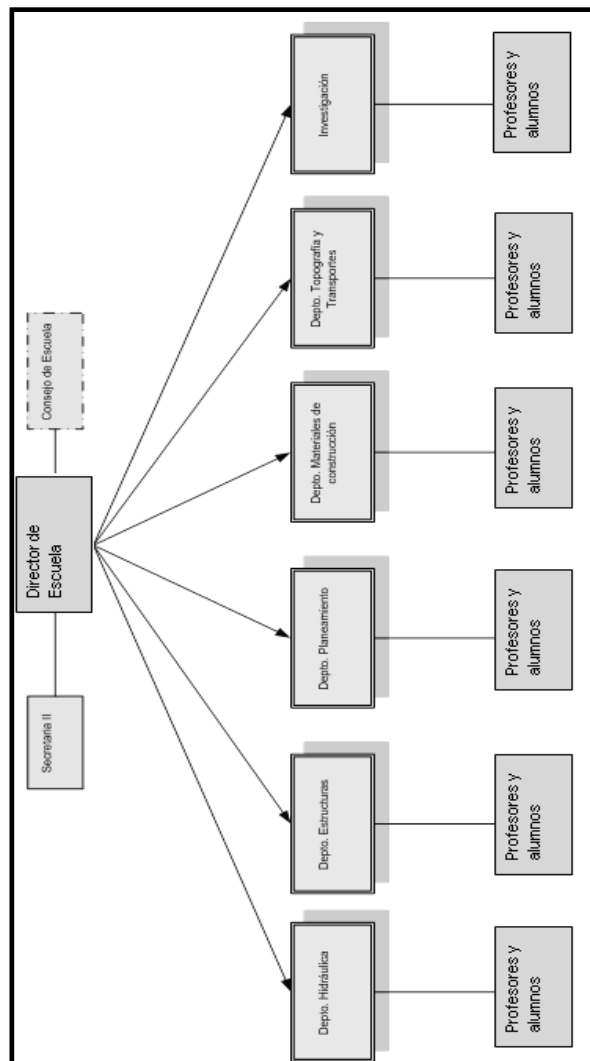 Secretaria II
Director de
Escuela
Consejo de Escuela
Depto. Hidráulica
Depto. Estructuras
Depto. Planeamiento
Depto. Materiales de
construcción
Depto. Topografía y
Transportes
Investigación
Profesores y
alumnos
Profesores y
alumnos
Profesores y
alumnos
Profesores y
alumnos
Profesores y
alumnos
Profesores y
alumnos